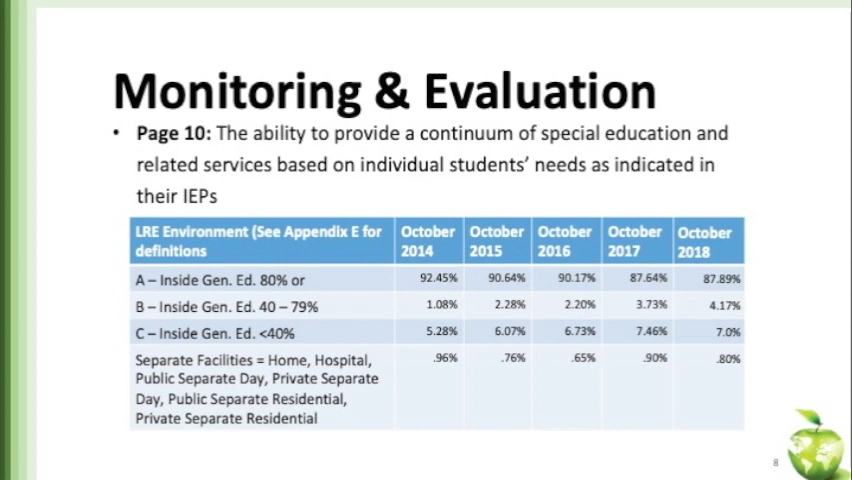 Monitoring & Evaluation
• Page 10: The ability to provide a continuum of special education and
related services based on individual students' needs as indicated in
their IEPs
LRE Environment (See Appendix E for definitions October 2014 October 2015 October 2016 October 2017 October 2018
A – Inside Gen. Ed. 80% or 92.45% 90.64% 90.17% 87.64% 87.89%
B – Inside Gen. Ed. 40 – 79% 1.08% 2.28% 2.20% 3.73% 4.17%
C – Inside Gen. Ed. <40% 5.28% 6.07% 6.73% 7.46% 7.0%
Separate Facilities = Home, Hospital, .96% .76% .65% .90% .80%
Public Separate Day, Private Separate
Day, Public Separate Residential,
Private Separate Residential
8